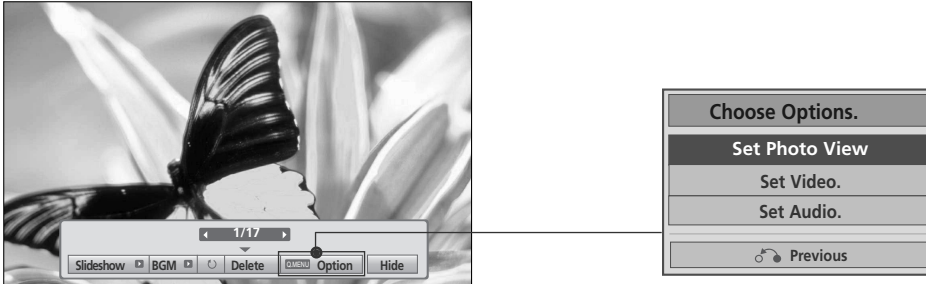 1/17
Slideshow BGM Delete Q.MENU Option Hide
Choose Options.
Set Photo View
Set Video.
Set Audio.
Previous